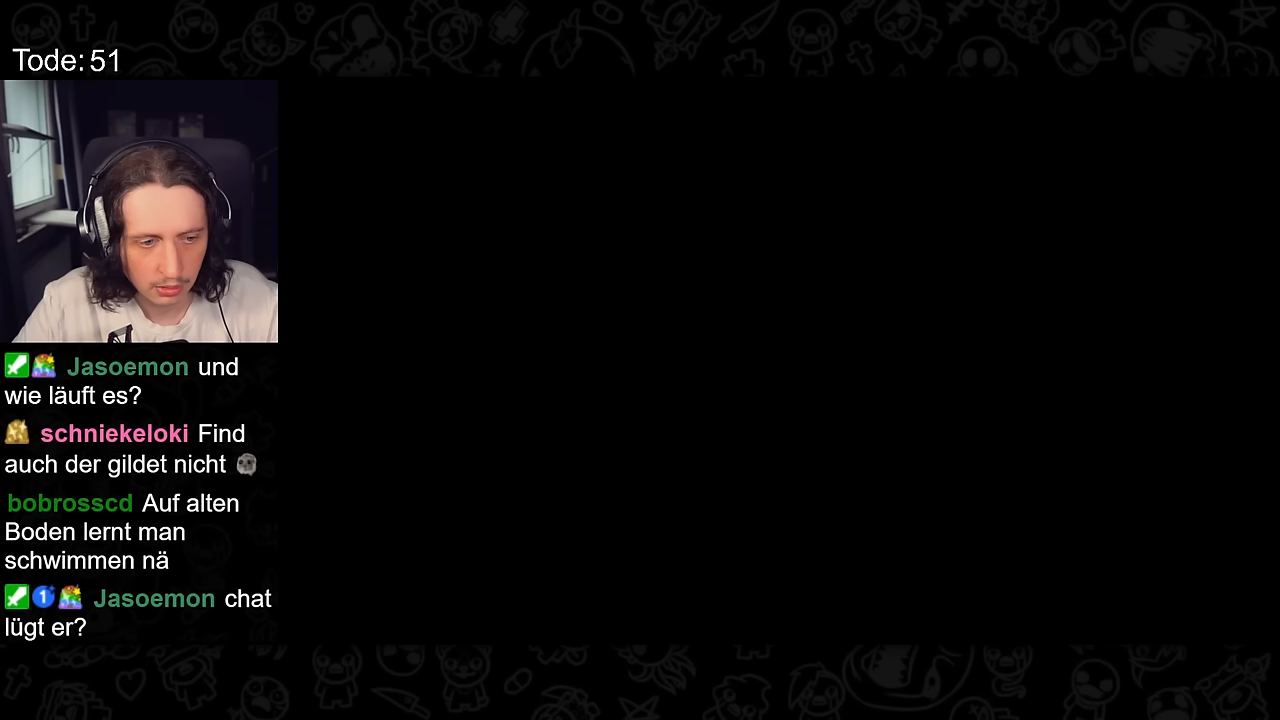 Tode: 51
Jasoemon und
wie läuft es?
schniekeloki Find
auch der gildet nicht
bobrosscd Auf alten
Boden lernt man
schwimmen nä
1 Jasoemon chat
lügt er?